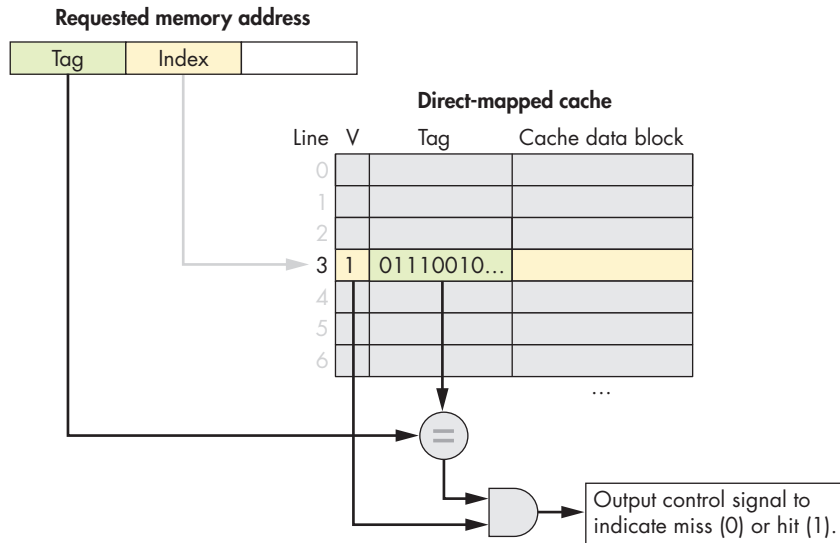 Requested memory address
Tag Index
Direct-mapped cache
Line V Tag Cache data block
0
1
2
3 1 01110010...
4
5
6
...
=
Output control signal to
indicate miss (0) or hit (1).